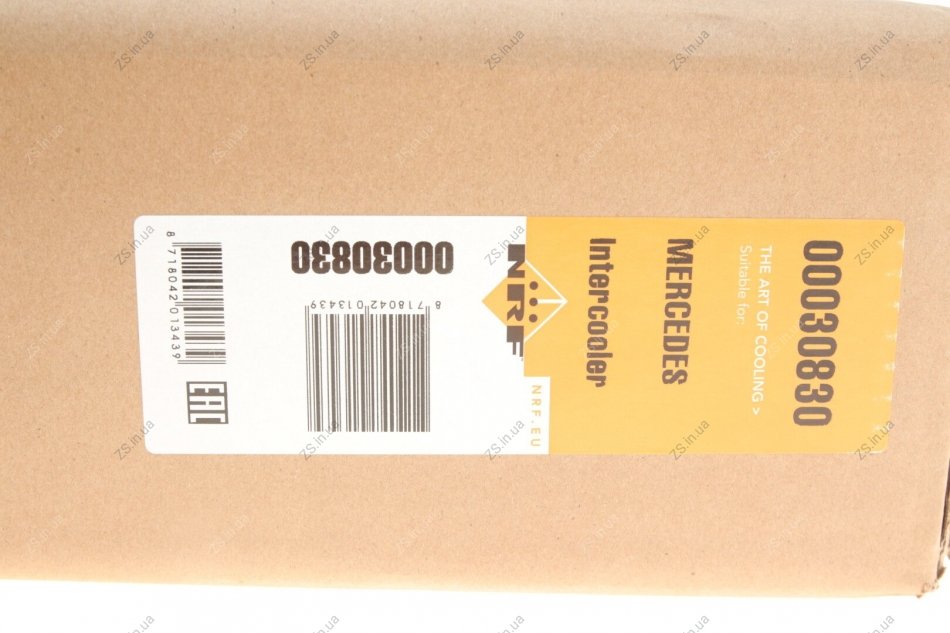 00030830
THE ART OF COOLING >
Suitable for:
MERCEDES
Intercooler
NRF
NRF.EU
00030830
8 718042 013439
8 718042 013439
EAC
ZS.in.ua